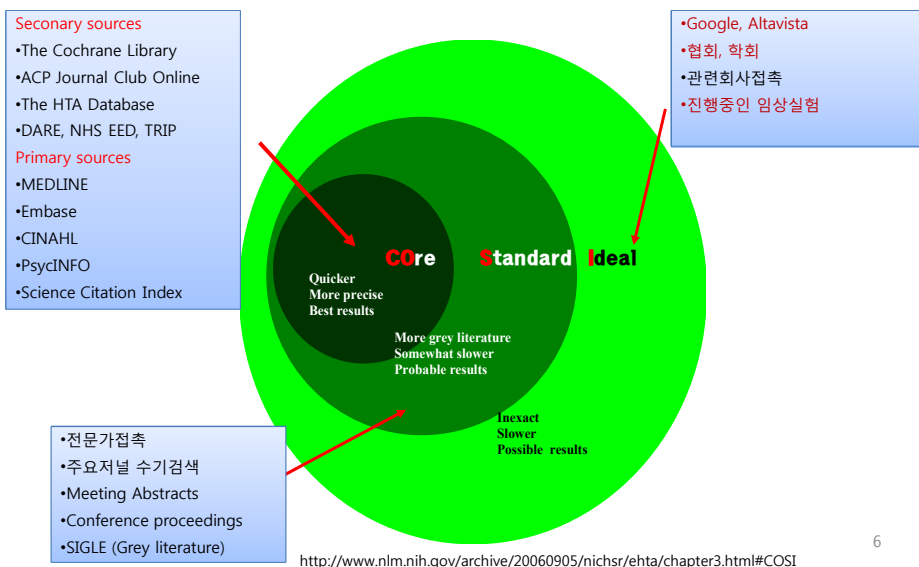 Seconary sources
•The Cochrane Library
•ACP Journal Club Online
•The HTA Database
•DARE, NHS EED, TRIP
Primary sources
•MEDLINE
•Embase
•CINAHL
•PsycINFO
•Science Citation Index
•Google, Altavista
•협회, 학회
•관련회사접촉
•진행중인 임상실험
COre
Standard
Ideal
Quicker
More precise
Best results
More grey literature
Somewhat slower
Probable results
Inexact
Slower
Possible results
•전문가접촉
•주요저널 수기검색
•Meeting Abstracts
•Conference proceedings
•SIGLE (Grey literature)
http://www.nlm.nih.gov/archive/20060905/nichsr/ehta/chapter3.html#COSI
6